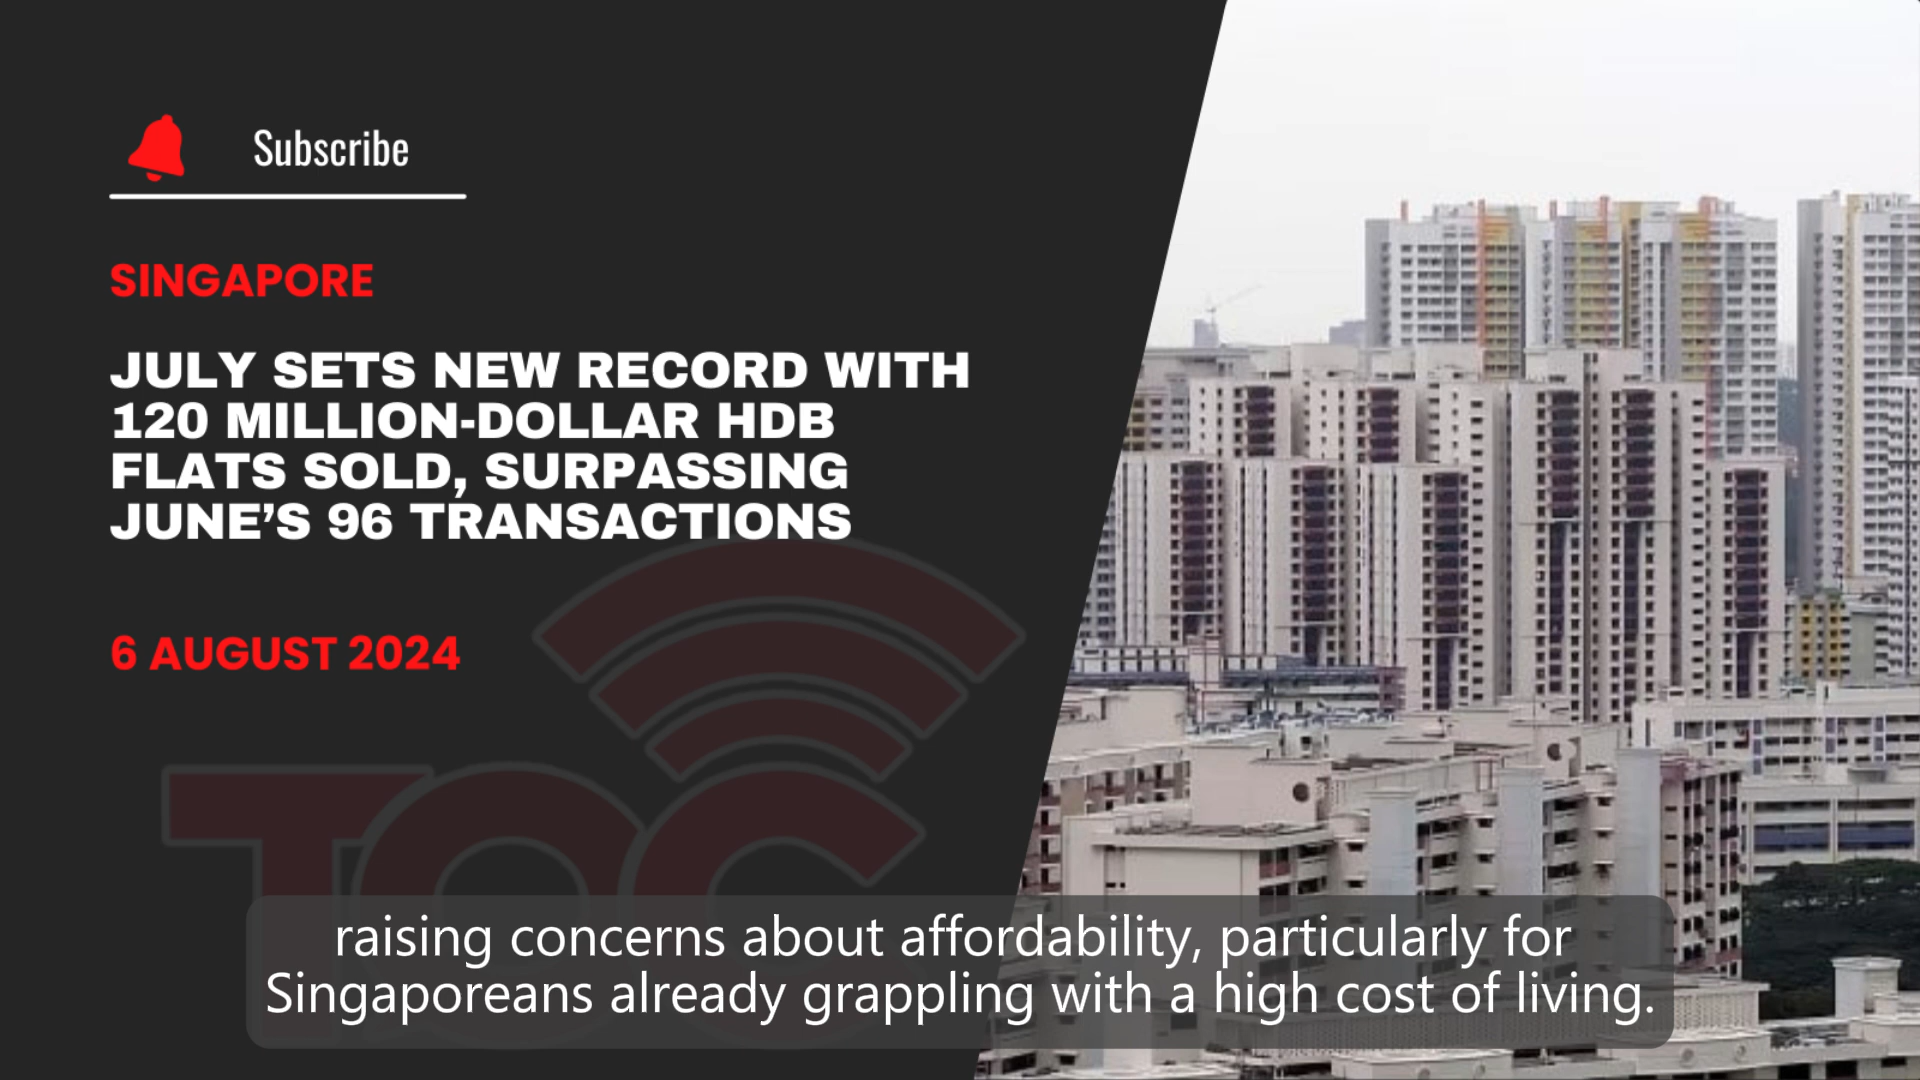 Subscribe
SINGAPORE
JULY SETS NEW RECORD WITH
120 MILLION-DOLLAR HDB
FLATS SOLD, SURPASSING
JUNE’S 96 TRANSACTIONS
6 AUGUST 2024
TOC
raising concerns about affordability, particularly for
Singaporeans already grappling with a high cost of living.